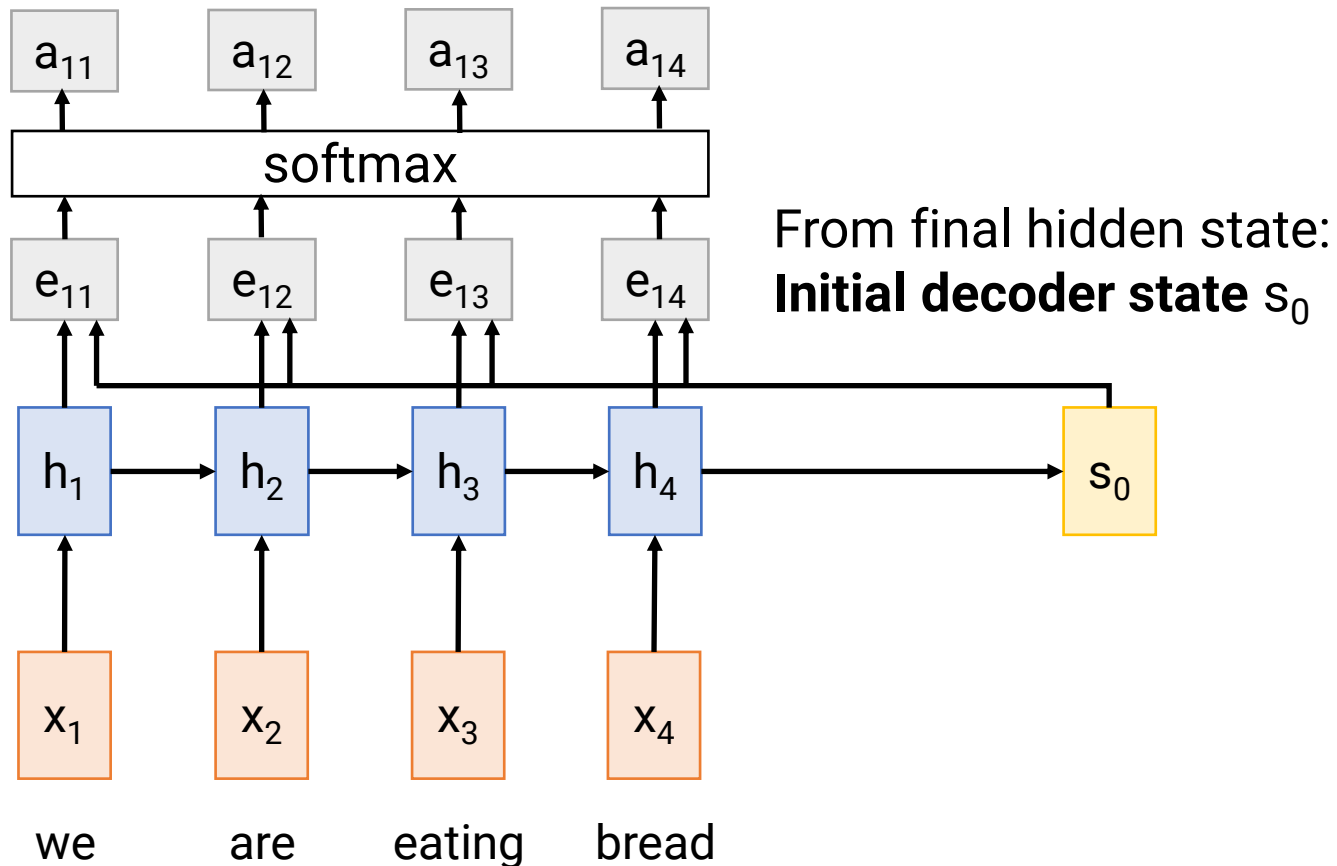 a₁₁ a₁₂ a₁₃ a₁₄
softmax
From final hidden state:
Initial decoder state s₀
e₁₁ e₁₂ e₁₃ e₁₄
h₁ h₂ h₃ h₄ s₀
x₁ x₂ x₃ x₄
we are eating bread